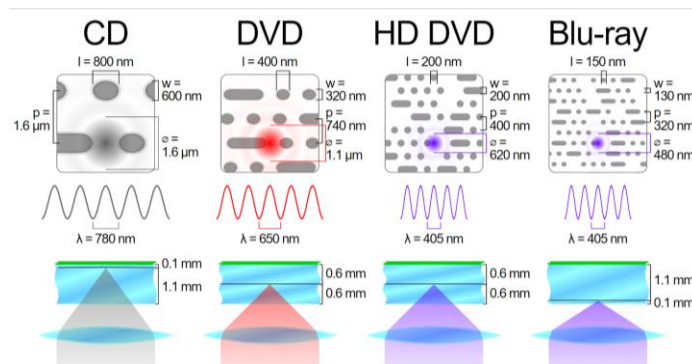 CD
l = 800 nm
w =
600 nm
p =
1.6 µm
⌀ =
1.6 µm
λ = 780 nm
0.1 mm
1.1 mm
DVD
l = 400 nm
w =
320 nm
p =
740 nm
⌀ =
1.1 µm
λ = 650 nm
0.6 mm
0.6 mm
HD DVD
l = 200 nm
w =
200 nm
p =
400 nm
⌀ =
620 nm
λ = 405 nm
0.6 mm
0.6 mm
Blu-ray
l = 150 nm
w =
130 nm
p =
320 nm
⌀ =
480 nm
λ = 405 nm
1.1 mm
0.1 mm